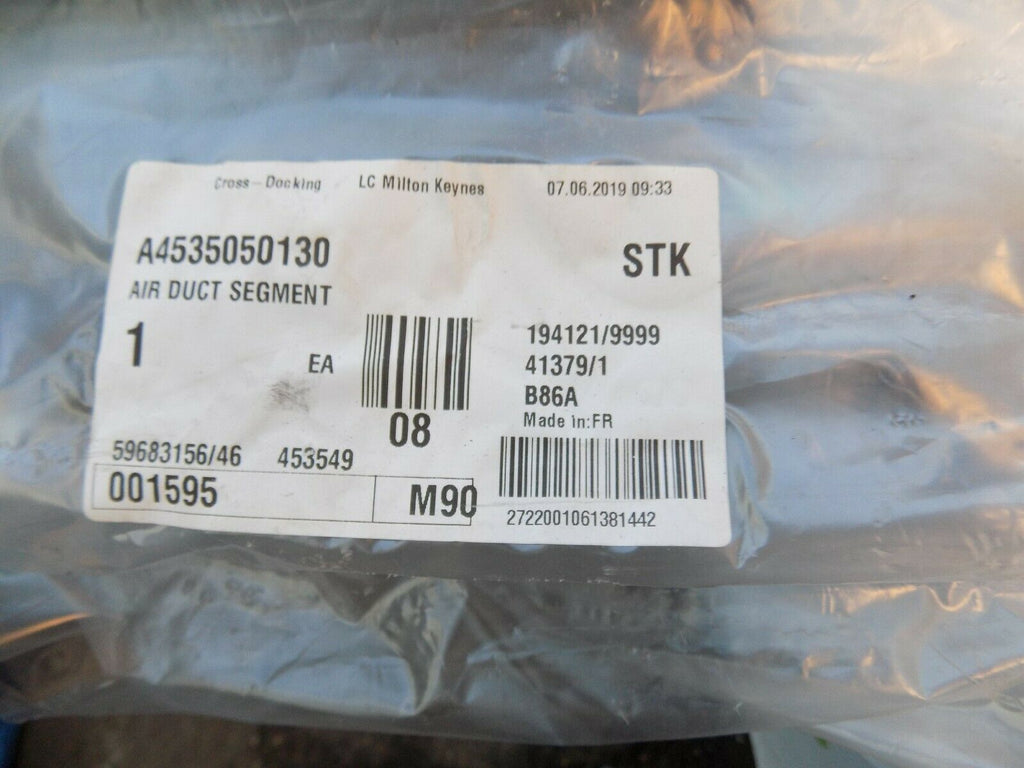 Cross-Docking LC Milton Keynes 07.06.2019 09:33
A4535050130 STK
AIR DUCT SEGMENT
1 EA
194121/9999
41379/1
B86A
Made in:FR
08
59683156/46 453549
001595 M90
2722001061381442